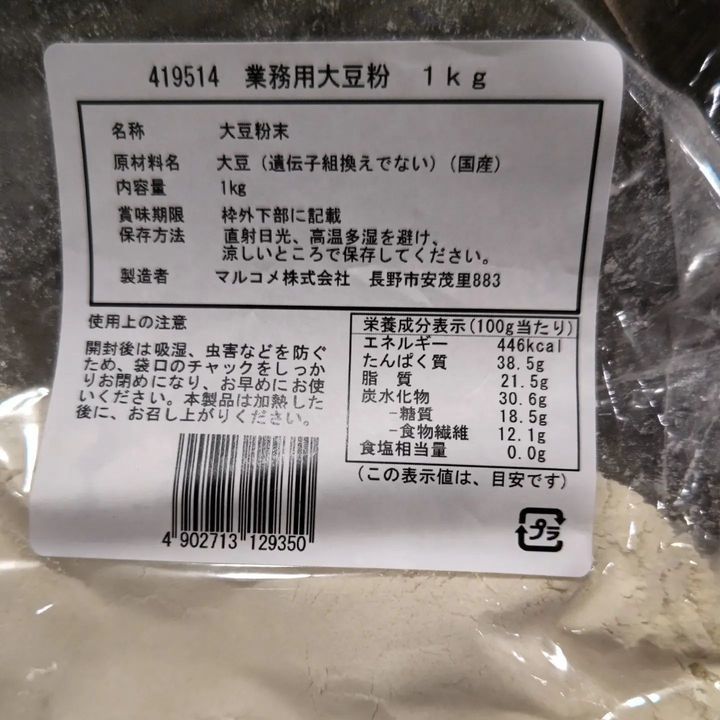 419514 業務用大豆粉 1kg
名称 大豆粉末
原材料名 大豆（遺伝子組換えでない）（国産）
内容量 1kg
賞味期限 枠外下部に記載
保存方法 直射日光、高温多湿を避け、
涼しいところで保存してください。
製造者 マルコメ株式会社 長野市安茂里883
使用上の注意
開封後は吸湿、虫害などを防ぐ
ため、袋口のチャックをしっか
りお閉めになり、お早めにお使
いください。本製品は加熱した
後に、お召し上がりください。
栄養成分表示(100g当たり)
エネルギー 446kcal
たんぱく質 38.5g
脂 質 21.5g
炭水化物 30.6g
-糖質 18.5g
-食物繊維 12.1g
食塩相当量 0.0g
(この表示値は、目安です)
4 902713 129350
プラ